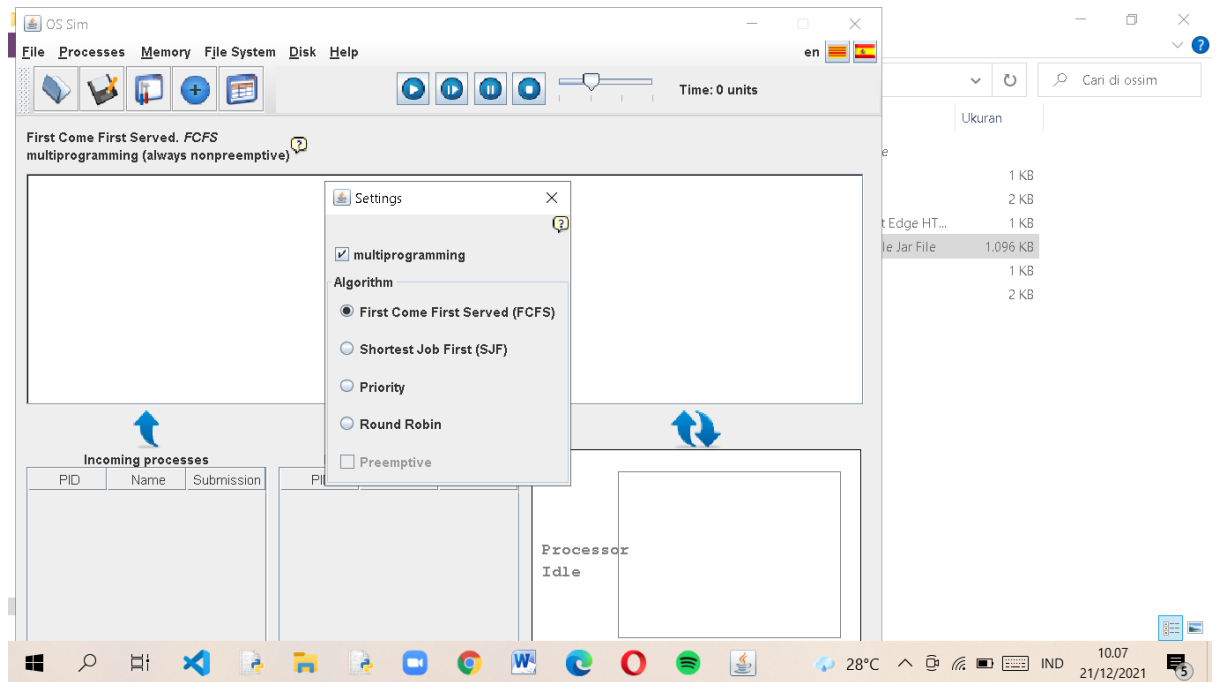 OS Sim
File Processes Memory File System Disk Help
en
Time: 0 units
First Come First Served. FCFS
multiprogramming (always nonpreemptive)
Settings
multiprogramming
Algorithm
First Come First Served (FCFS)
Shortest Job First (SJF)
Priority
Round Robin
Preemptive
Incoming processes
PID Name Submission
Processor
Idle
Cari di ossim
Ukuran
1 KB
2 KB
t Edge HT... 1 KB
le Jar File 1.096 KB
1 KB
2 KB
28°C
IND
10.07
21/12/2021
5